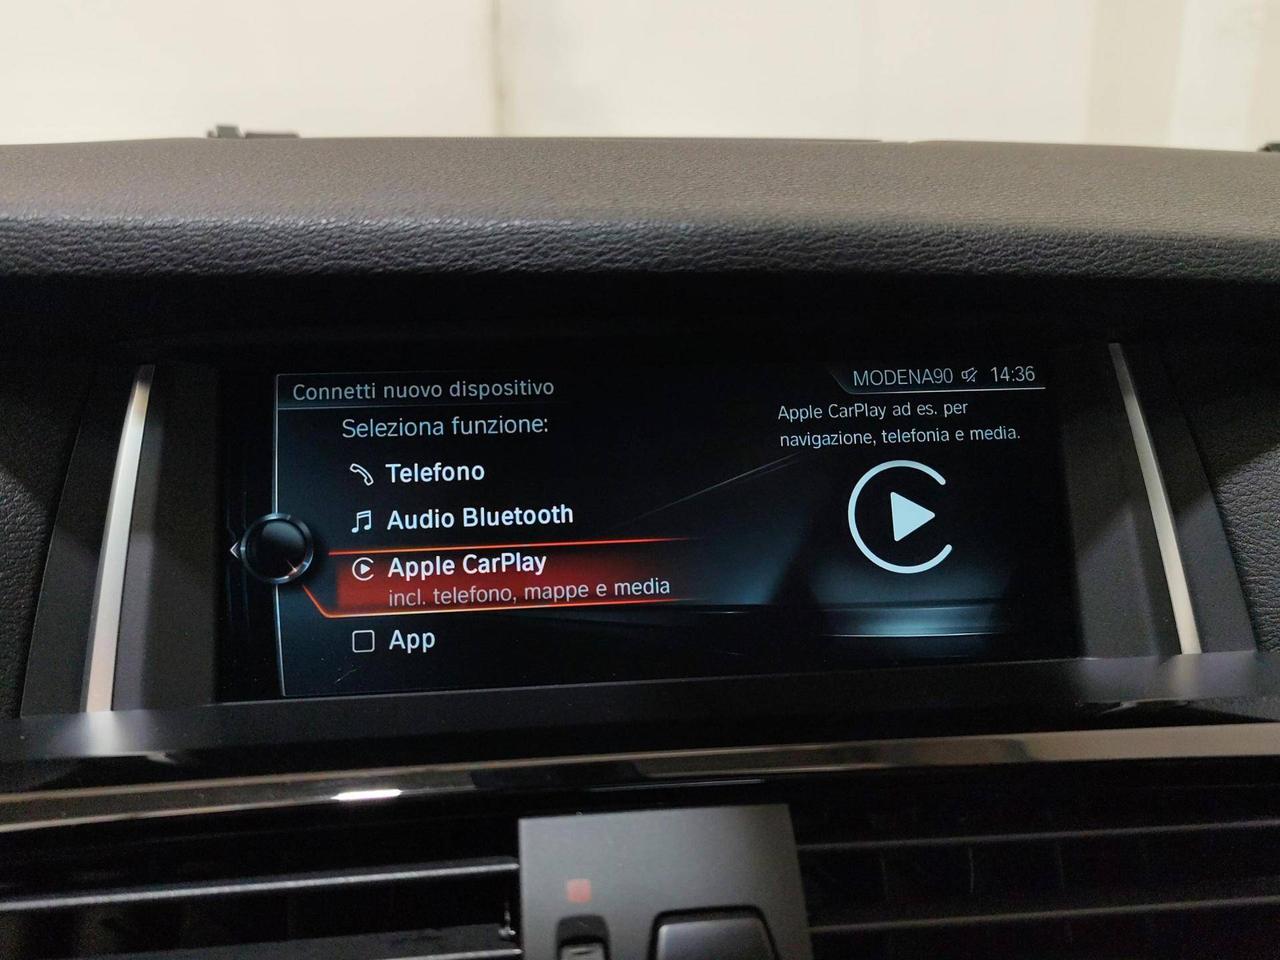 Connetti nuovo dispositivo
MODENA90 14:36
Seleziona funzione:
Telefono
Audio Bluetooth
Apple CarPlay
incl. telefono, mappe e media
App
Apple CarPlay ad es. per
navigazione, telefonia e media.